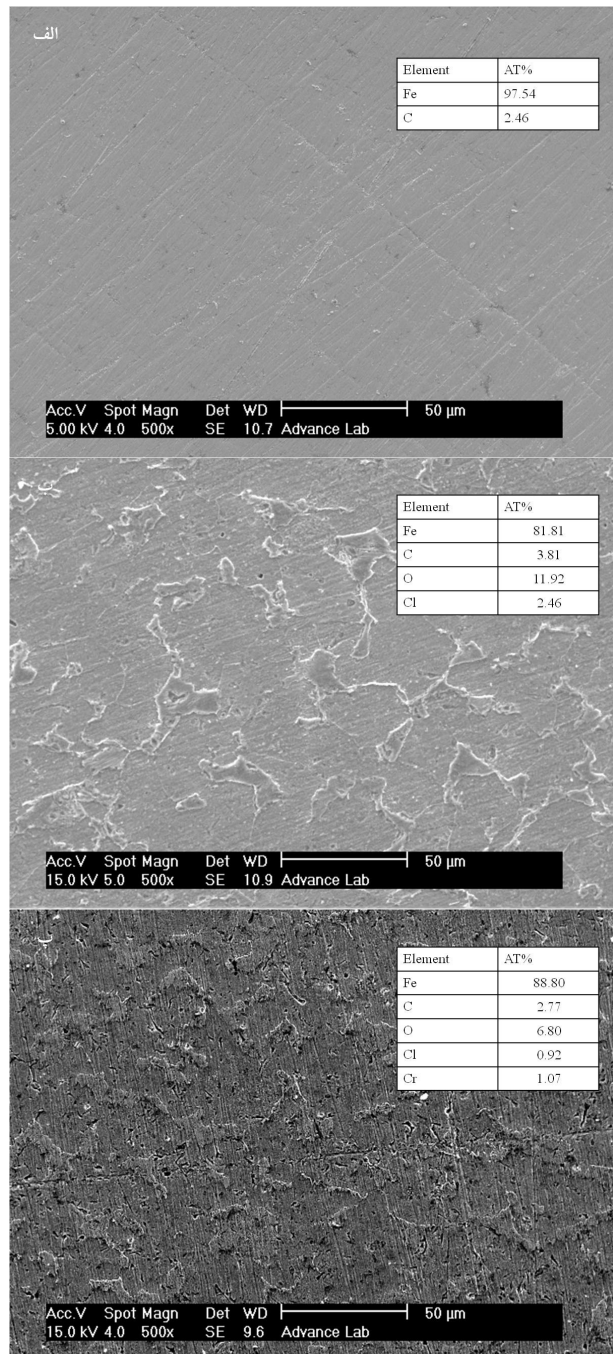 الف
Element AT%
Fe 97.54
C 2.46
Acc.V Spot Magn Det WD 50 µm
5.00 kV 4.0 500x SE 10.7 Advance Lab
ب
Element AT%
Fe 81.81
C 3.81
O 11.92
Cl 2.46
Acc.V Spot Magn Det WD 50 µm
15.0 kV 5.0 500x SE 10.9 Advance Lab
Element AT%
Fe 88.80
C 2.77
O 6.80
Cl 0.92
Cr 1.07
Acc.V Spot Magn Det WD 50 µm
15.0 kV 4.0 500x SE 9.6 Advance Lab